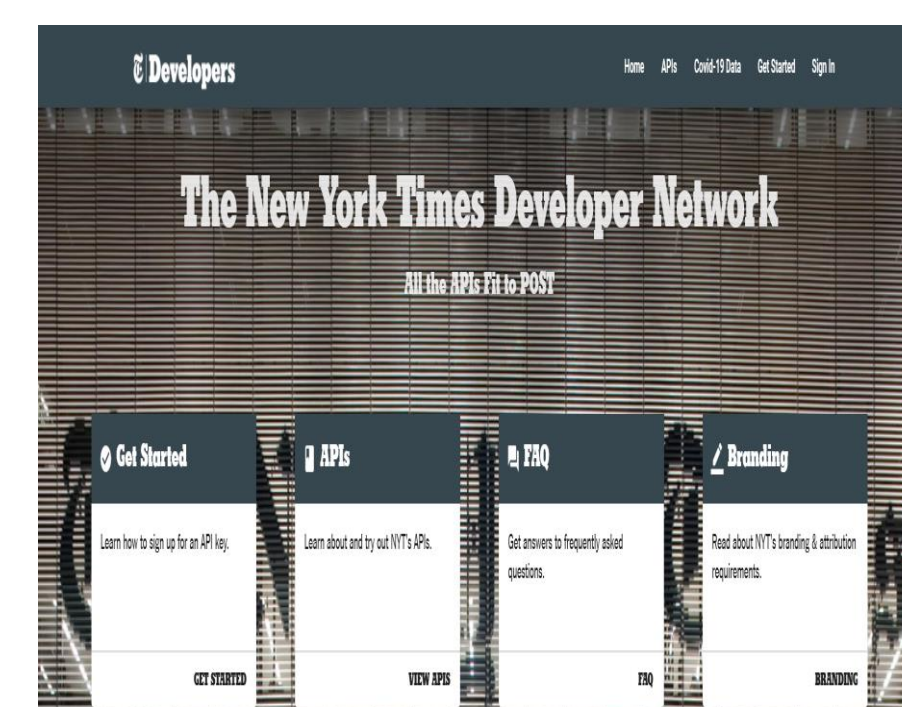 T Developers
Home APIs Covid-19 Data Get Started Sign In
The New York Times Developer Network
All the APIs Fit to POST
Get Started
Learn how to sign up for an API key.
GET STARTED
APIs
Learn about and try out NYT's APIs.
VIEW APIS
FAQ
Get answers to frequently asked
questions.
FAQ
Branding
Read about NYT's branding & attribution
requirements.
BRANDING